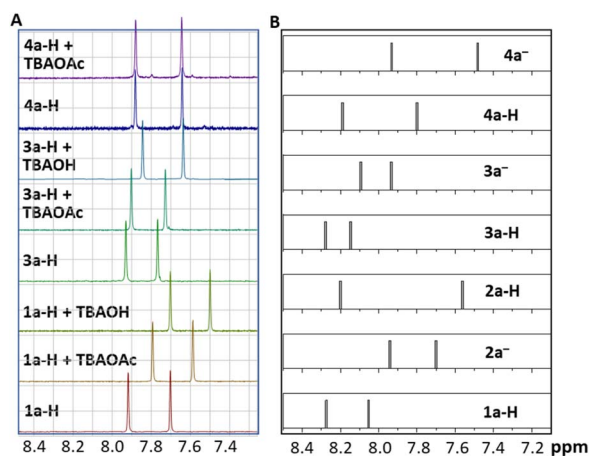 A
4a-H +
TBAOAc
4a-H
3a-H +
TBAOH
3a-H +
TBAOAc
3a-H
1a-H + TBAOH
1a-H + TBAOAc
1a-H
8.4 8.2 8.0 7.8 7.6 7.4
B
4a⁻
4a-H
3a⁻
3a-H
2a-H
2a⁻
1a-H
8.4 8.2 8.0 7.8 7.6 7.4 7.2 ppm